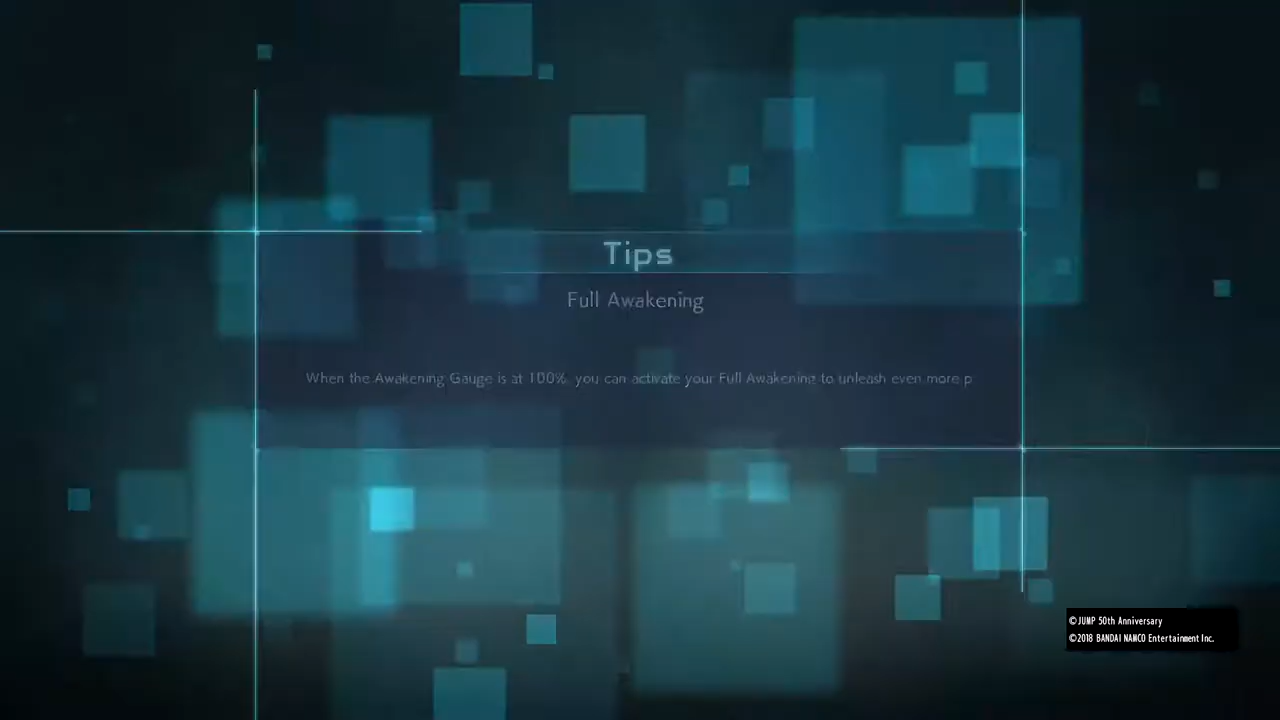 Tips
Full Awakening
When the Awakening Gauge is at 100%, you can activate your Full Awakening to unleash even more p
©JUMP 50th Anniversary
©2018 BANDAI NAMCO Entertainment Inc.